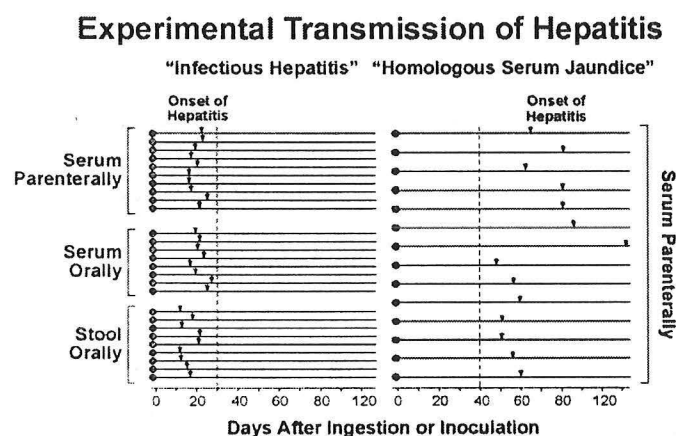 Experimental Transmission of Hepatitis
"Infectious Hepatitis" "Homologous Serum Jaundice"
Onset of
Hepatitis
Onset of
Hepatitis
Serum
Parenterally
Serum
Orally
Stool
Orally
Serum Parenterally
0 20 40 60 80 100 120
0 20 40 60 80 100 120
Days After Ingestion or Inoculation